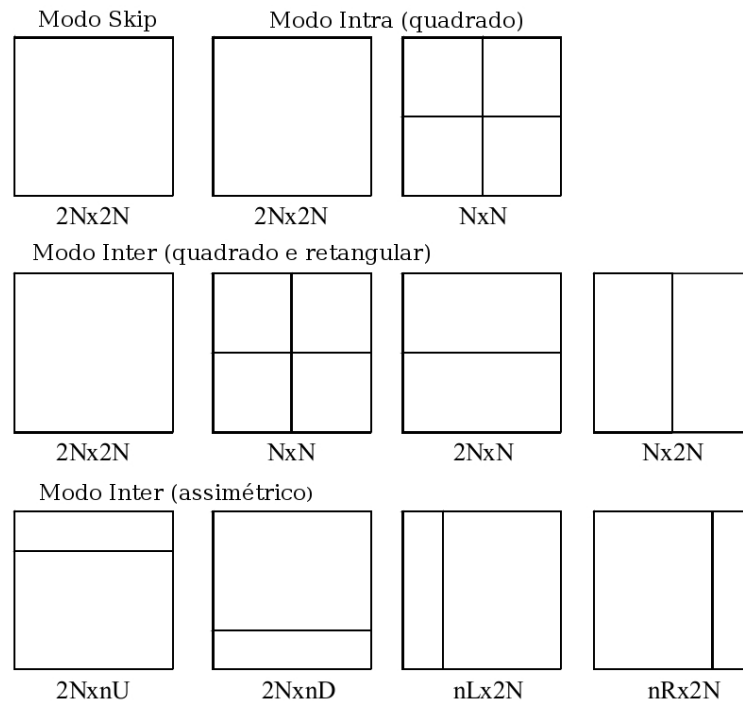 Modo Skip Modo Intra (quadrado)
2Nx2N 2Nx2N NxN
Modo Inter (quadrado e retangular)
2Nx2N NxN 2NxN Nx2N
Modo Inter (assimétrico)
2NxnU 2NxnD nLx2N nRx2N